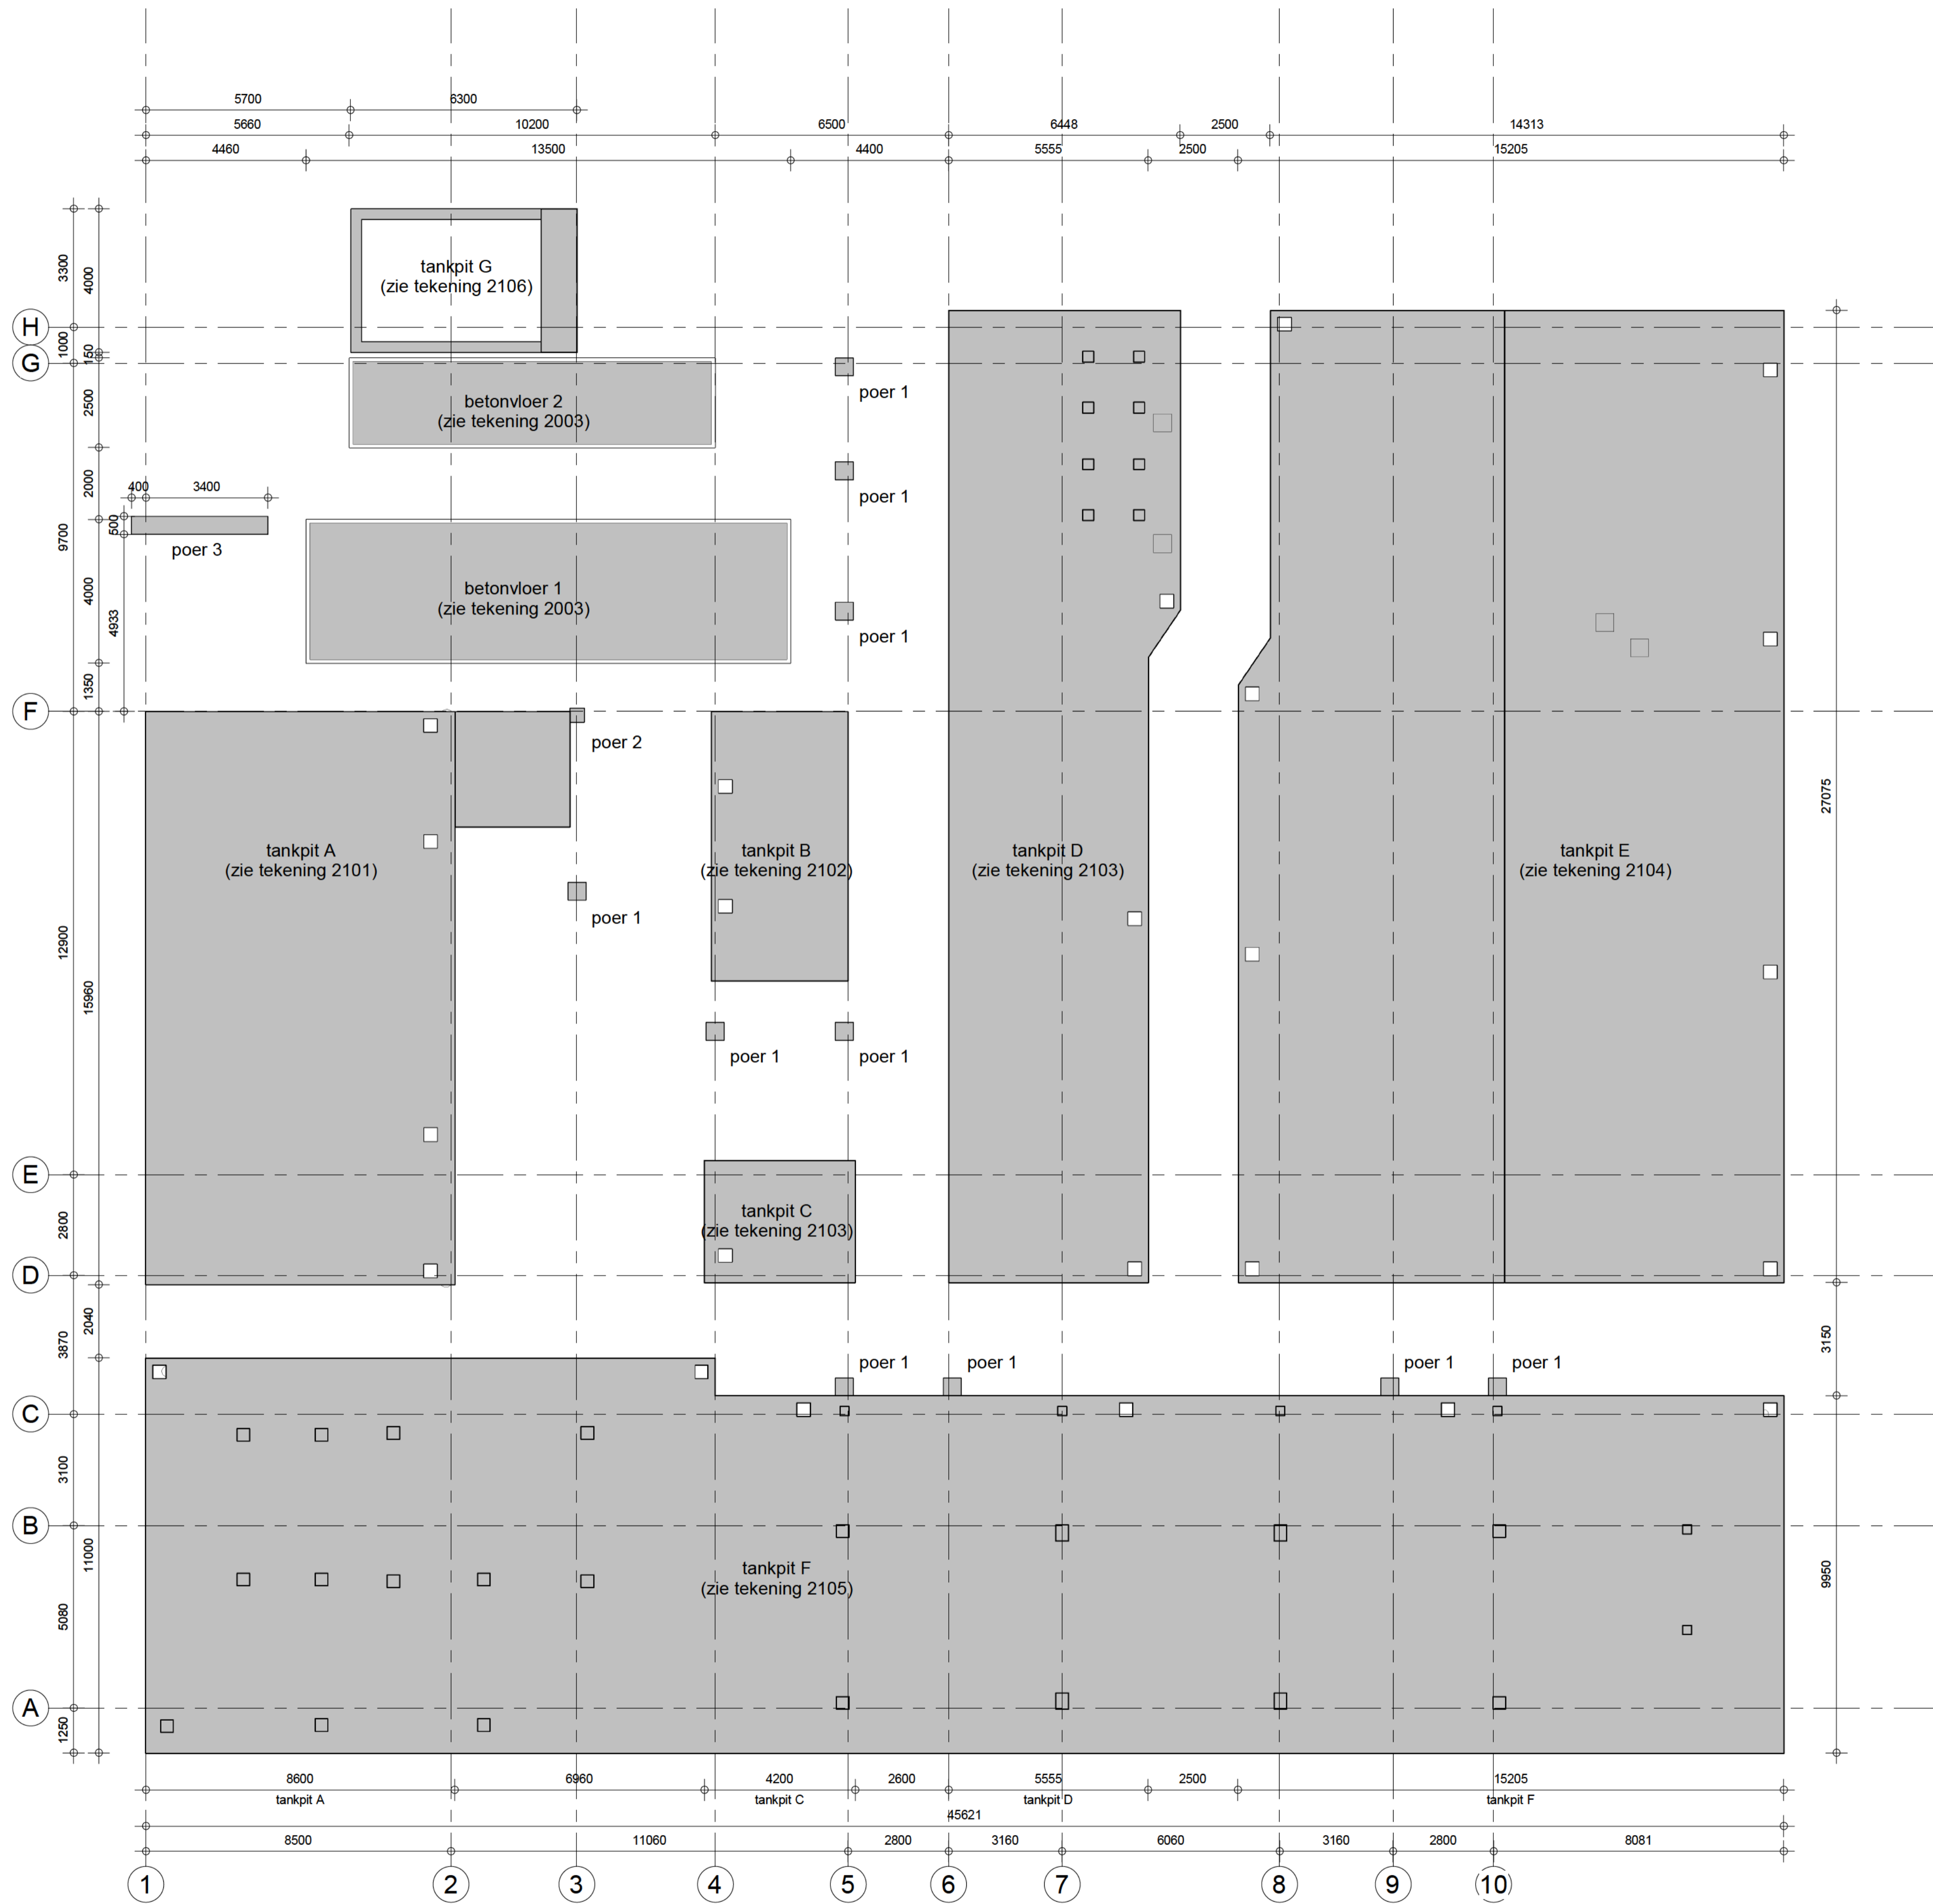 5700 6300
5660 10200 6500 6448 2500 14313
4460 13500 4400 5555 2500 15205
3300
4000
tankpit G
(zie tekening 2106)
H
1000
150
G
poer 1
2500
betonvloer 2
(zie tekening 2003)
2000
poer 1
400 3400
500
9700
poer 3
4000
betonvloer 1
(zie tekening 2003)
4933
poer 1
1350
F
poer 2
27075
tankpit A
(zie tekening 2101)
tankpit B
(zie tekening 2102)
tankpit D
(zie tekening 2103)
tankpit E
(zie tekening 2104)
poer 1
12900
15960
poer 1
poer 1
E
2800
tankpit C
(zie tekening 2103)
D
2040
3870
3150
poer 1
poer 1
poer 1
poer 1
C
3100
B
11000
tankpit F
(zie tekening 2105)
9950
5080
A
1250
8600 6960 4200 2600 5555 2500 15205
tankpit A tankpit C tankpit D tankpit F
45621
8500 11060 2800 3160 6060 3160 2800 8081
1 2 3 4 5 6 7 8 9 10